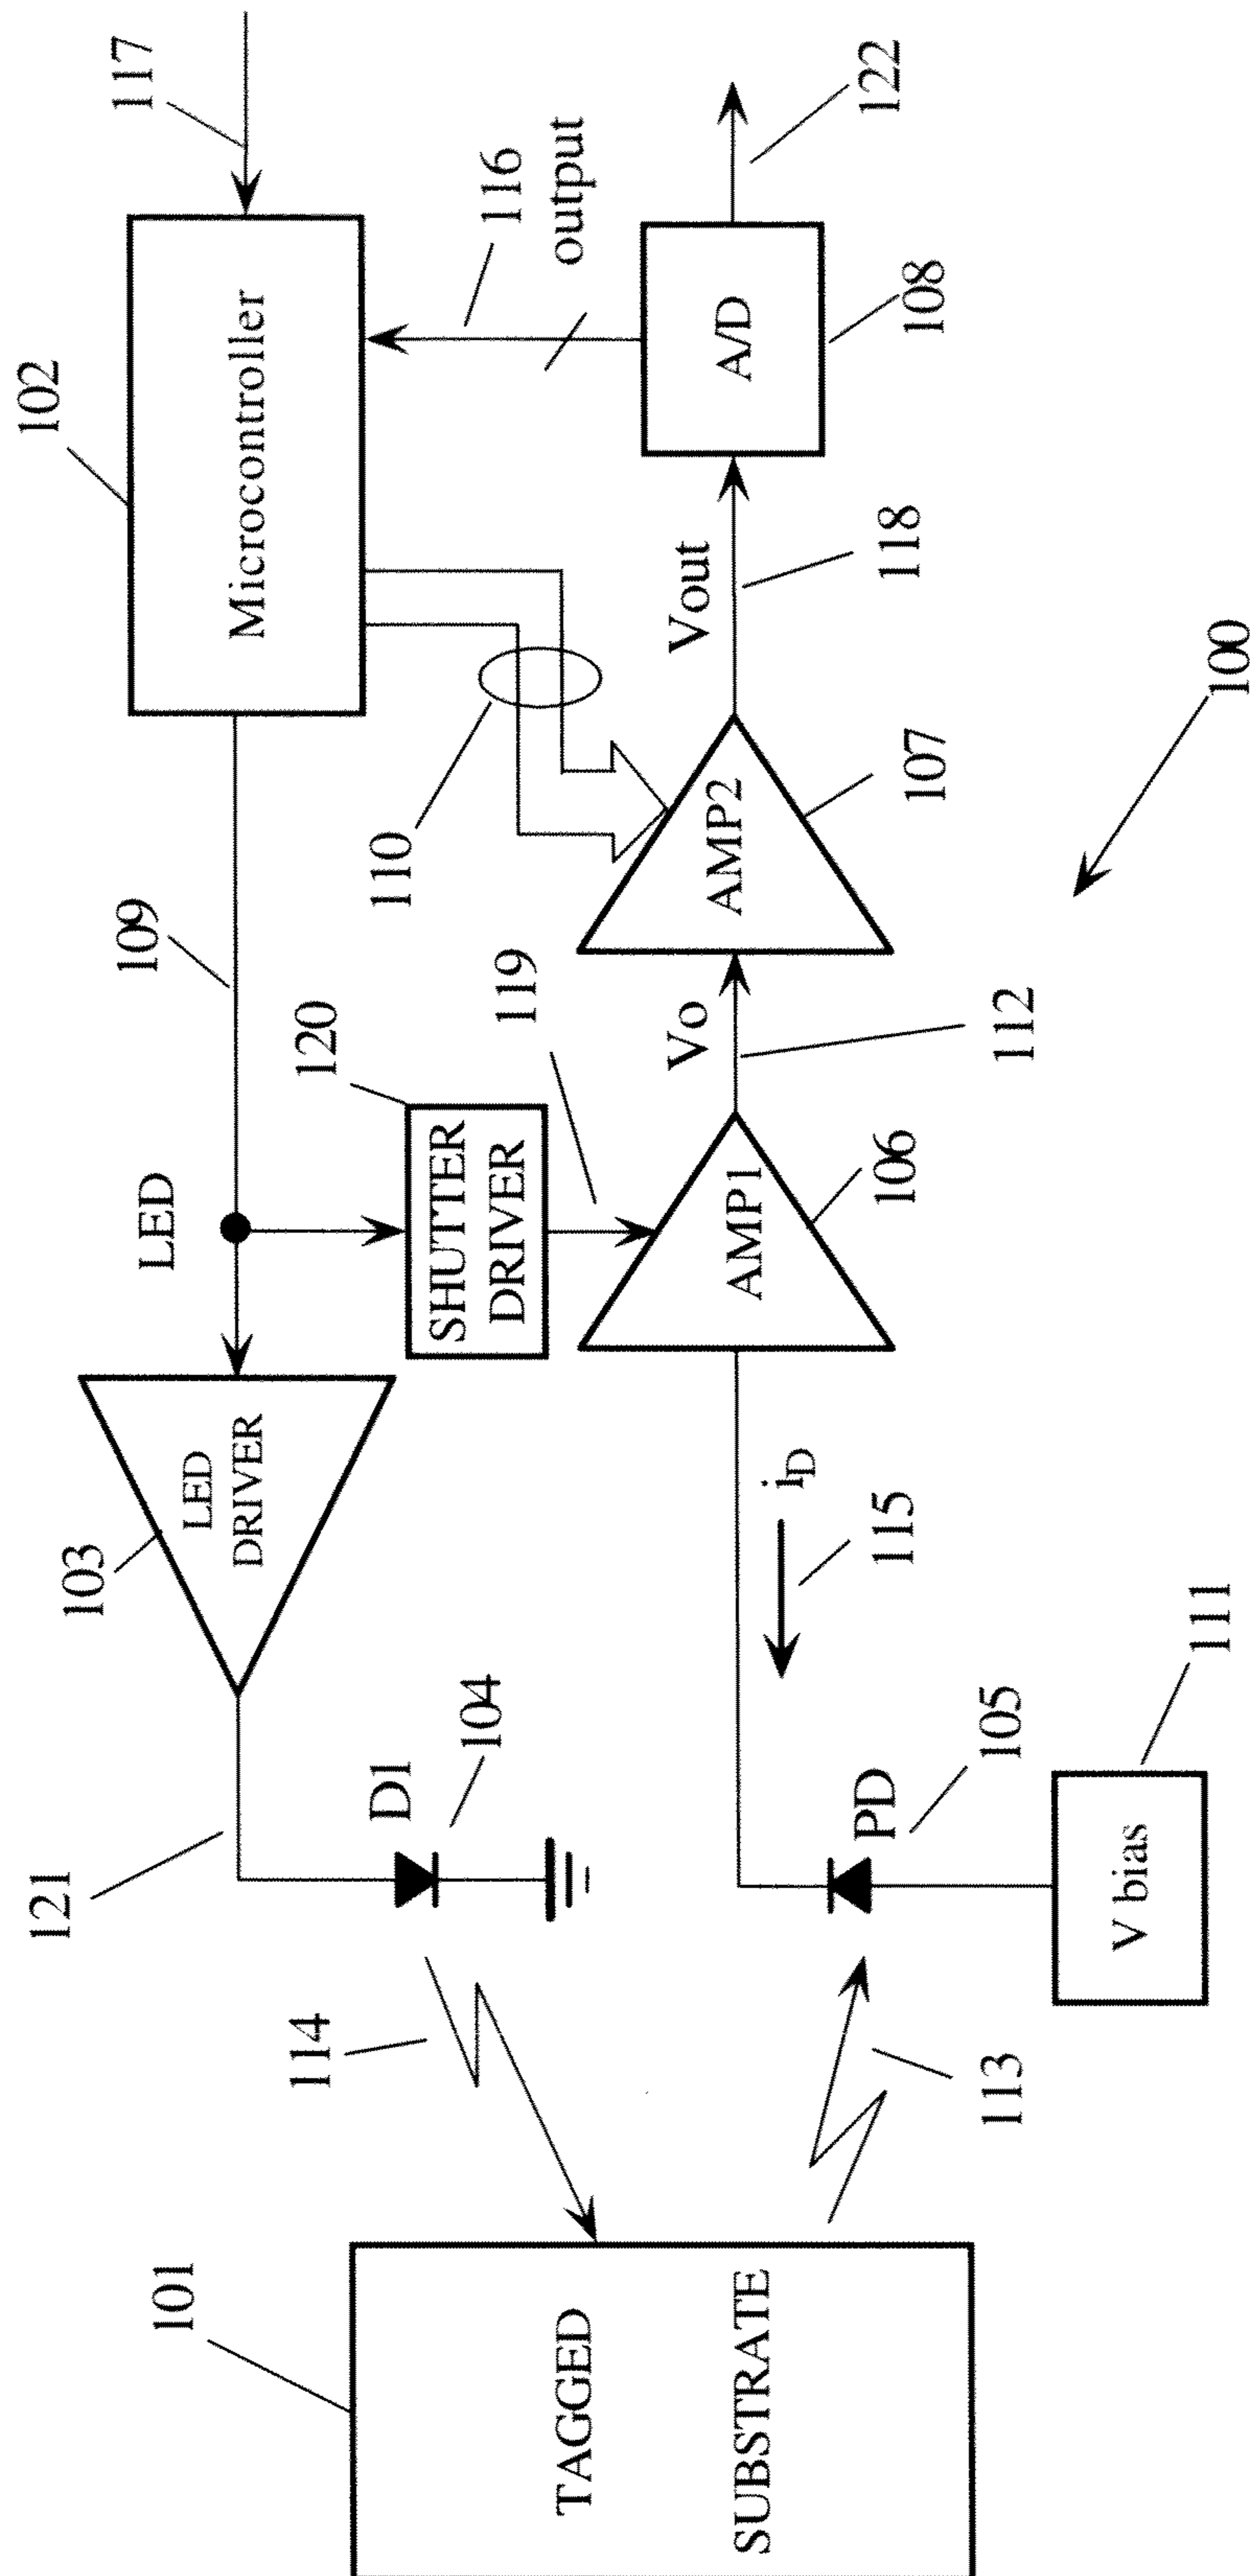 117
102
Microcontroller
109
LED
LED
DRIVER
103
121
122
116
output
A/D
108
110
Vout
118
AMP2
107
100
119
120
SHUTTER
DRIVER
Vo
112
AMP1
106
iD
115
D1
104
PD
105
111
V bias
114
113
101
TAGGED
SUBSTRATE